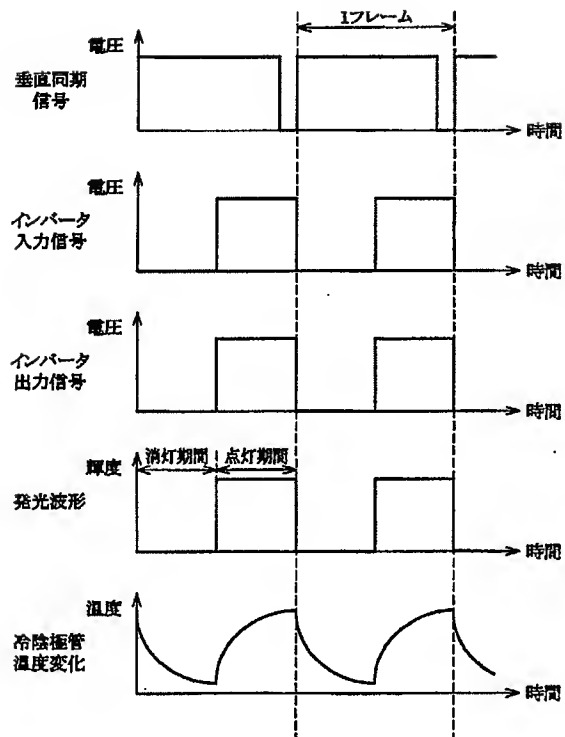 1フレーム
電圧
垂直同期
信号
時間
電圧
インバータ
入力信号
時間
電圧
インバータ
出力信号
時間
消灯期間
点灯期間
輝度
発光波形
時間
温度
冷陰極管
温度変化
時間